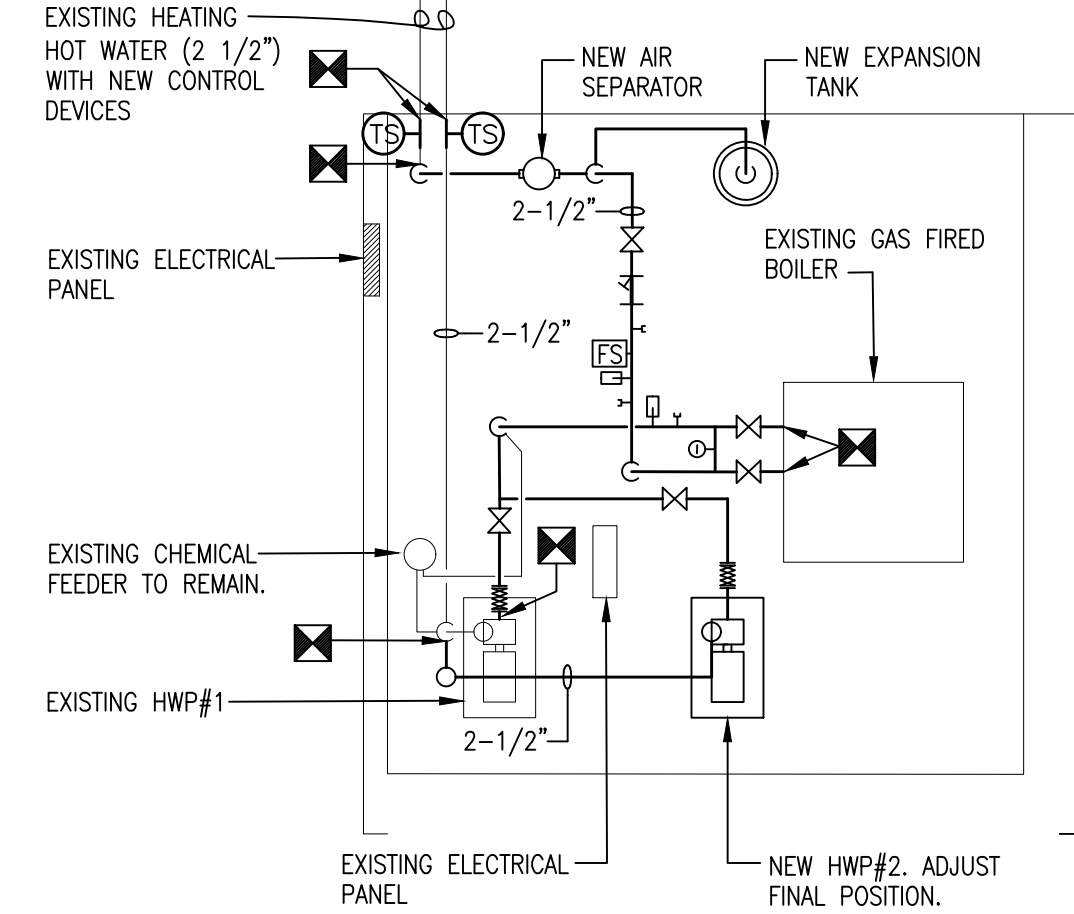 EXISTING HEATING
HOT WATER (2 1/2")
WITH NEW CONTROL
DEVICES
NEW AIR
SEPARATOR
NEW EXPANSION
TANK
TS
TS
2-1/2"
EXISTING ELECTRICAL
PANEL
EXISTING GAS FIRED
BOILER
2-1/2"
FS
EXISTING CHEMICAL
FEEDER TO REMAIN.
EXISTING HWP#1
2-1/2"
EXISTING ELECTRICAL
PANEL
NEW HWP#2. ADJUST
FINAL POSITION.